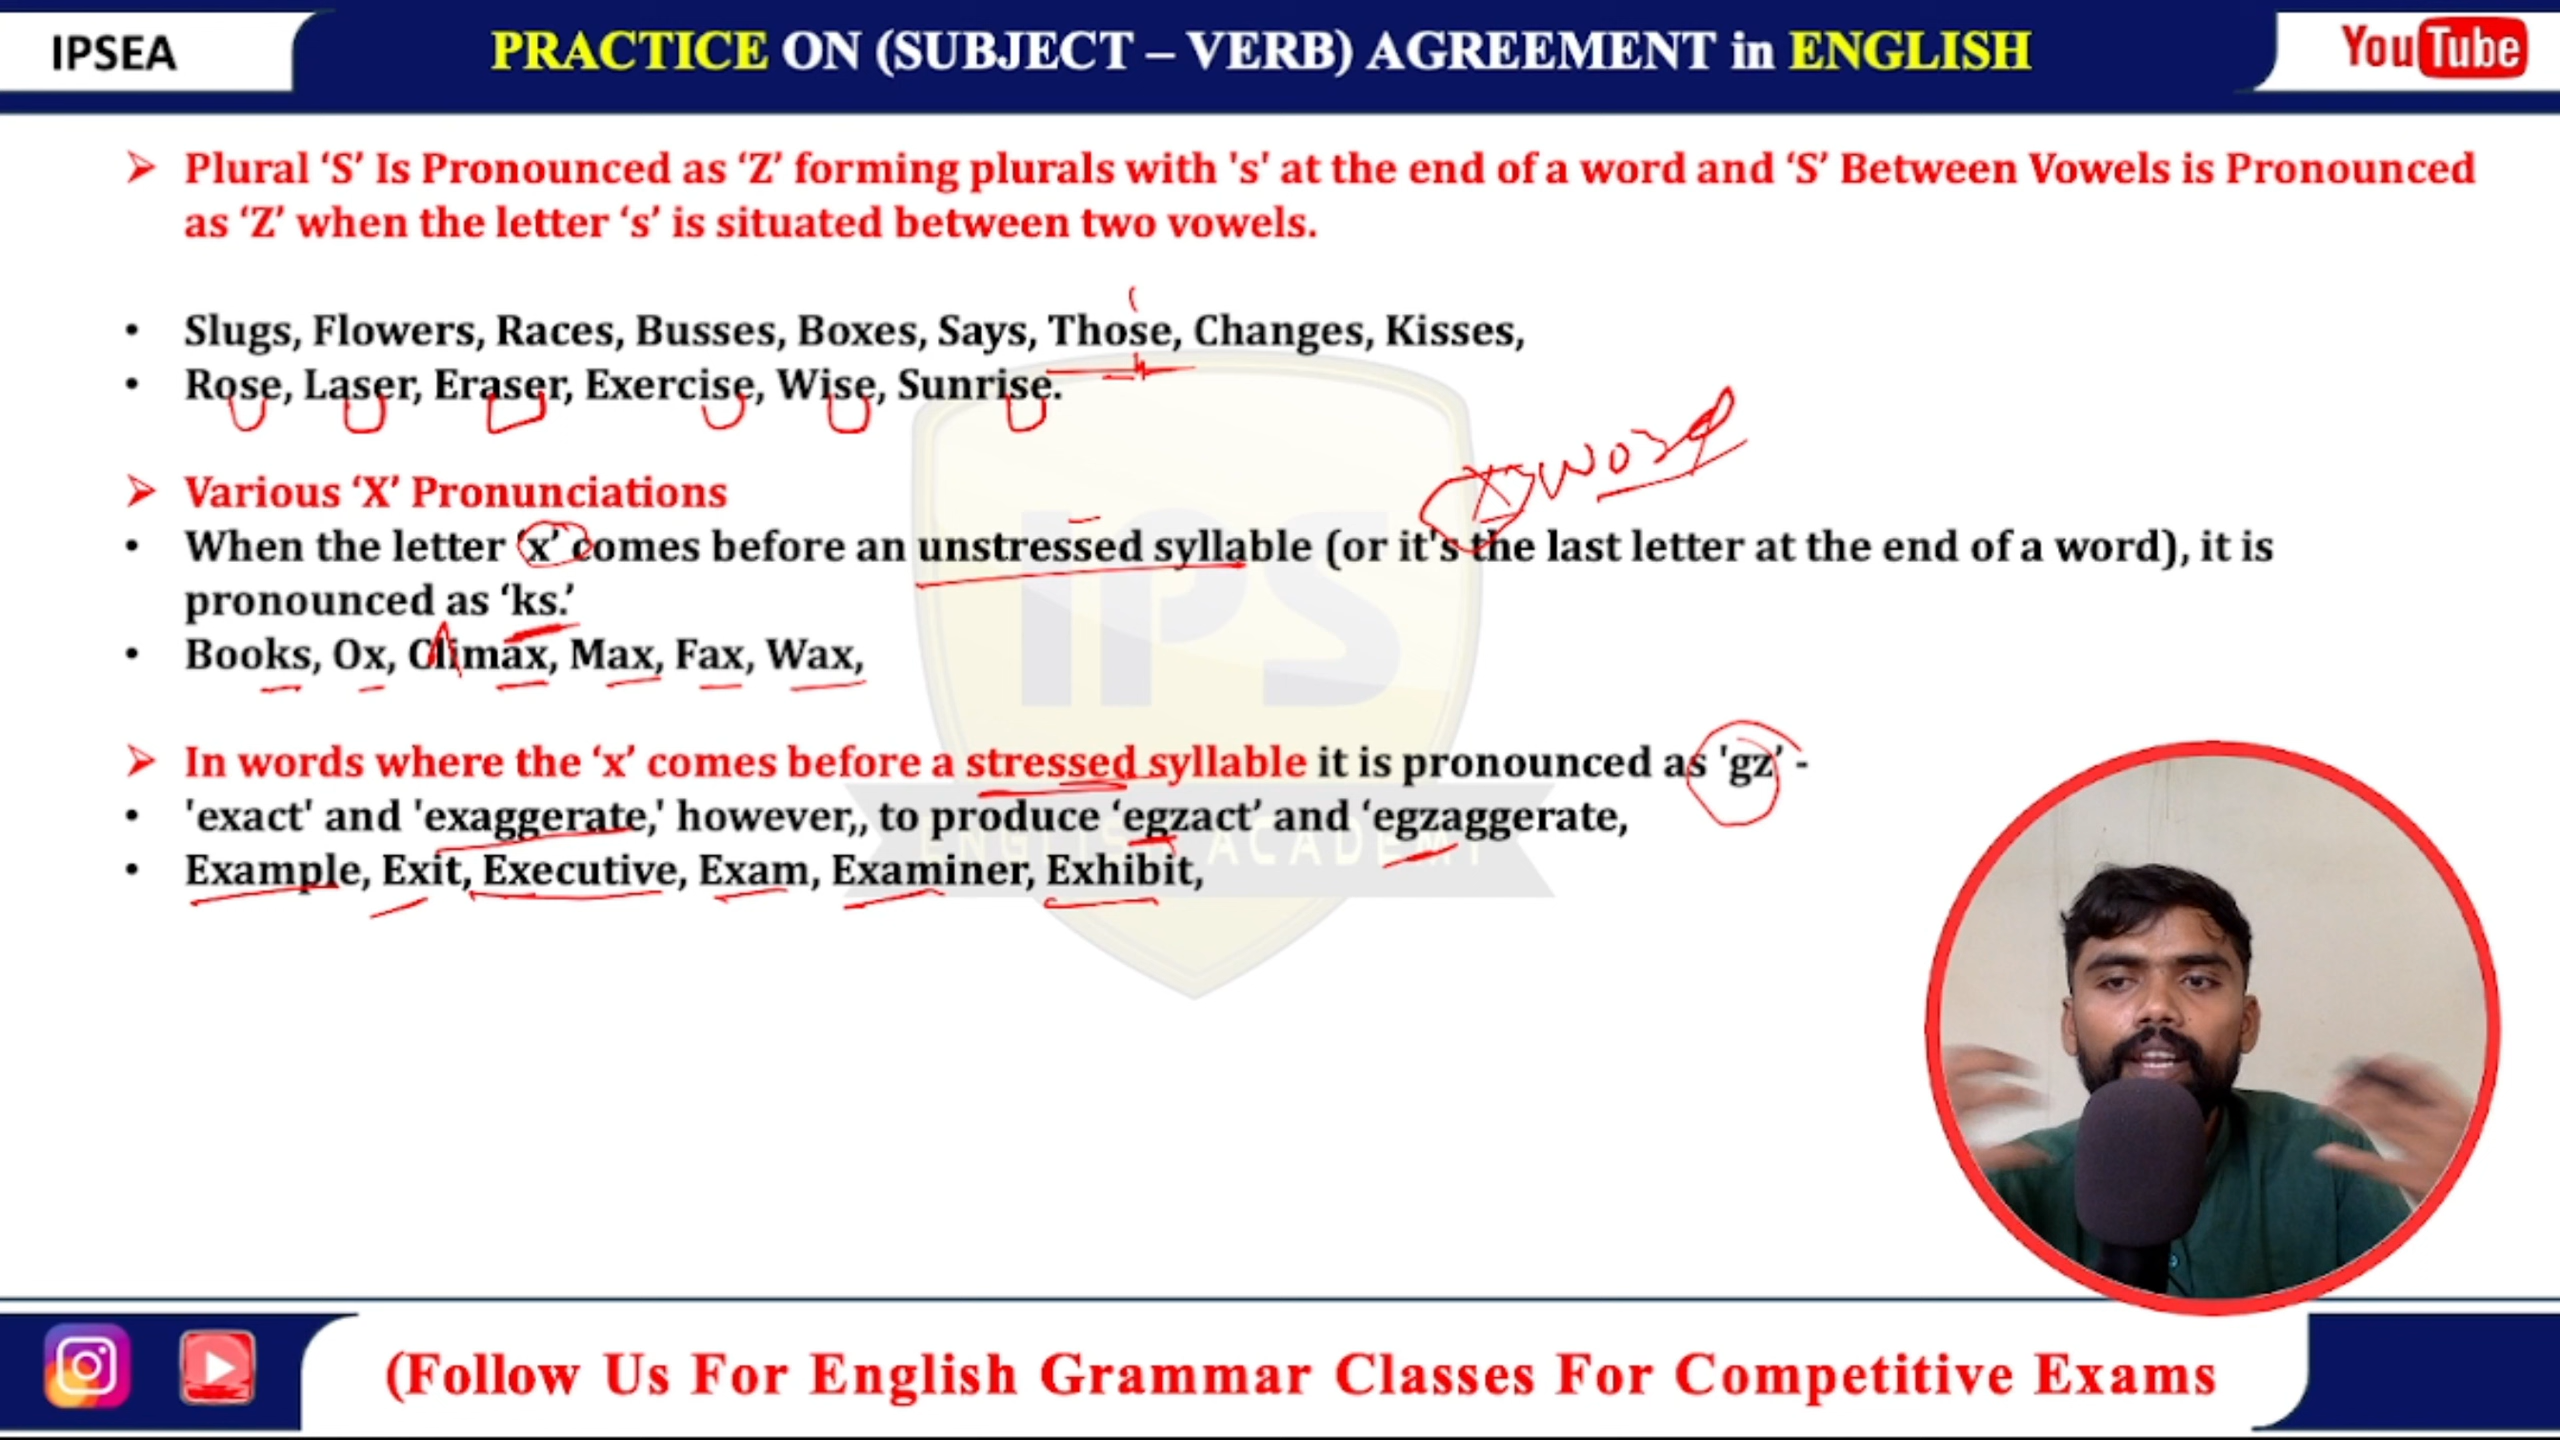 IPSEA
PRACTICE ON (SUBJECT – VERB) AGREEMENT in ENGLISH
YouTube
➢ Plural ‘S’ Is Pronounced as ‘Z’ forming plurals with 's' at the end of a word and ‘S’ Between Vowels is Pronounced
as ‘Z’ when the letter ‘s’ is situated between two vowels.
• Slugs, Flowers, Races, Busses, Boxes, Says, Those, Changes, Kisses,
• Rose, Laser, Eraser, Exercise, Wise, Sunrise.
X word
➢ Various ‘X’ Pronunciations
• When the letter ‘x’ comes before an unstressed syllable (or it's the last letter at the end of a word), it is
pronounced as ‘ks.’
• Books, Ox, Climax, Max, Fax, Wax,
➢ In words where the ‘x’ comes before a stressed syllable it is pronounced as 'gz’ -
• 'exact' and 'exaggerate,' however,, to produce ‘egzact’ and ‘egzaggerate,
• Example, Exit, Executive, Exam, Examiner, Exhibit,
IPS
ENGLISH ACADEMY
(Follow Us For English Grammar Classes For Competitive Exams